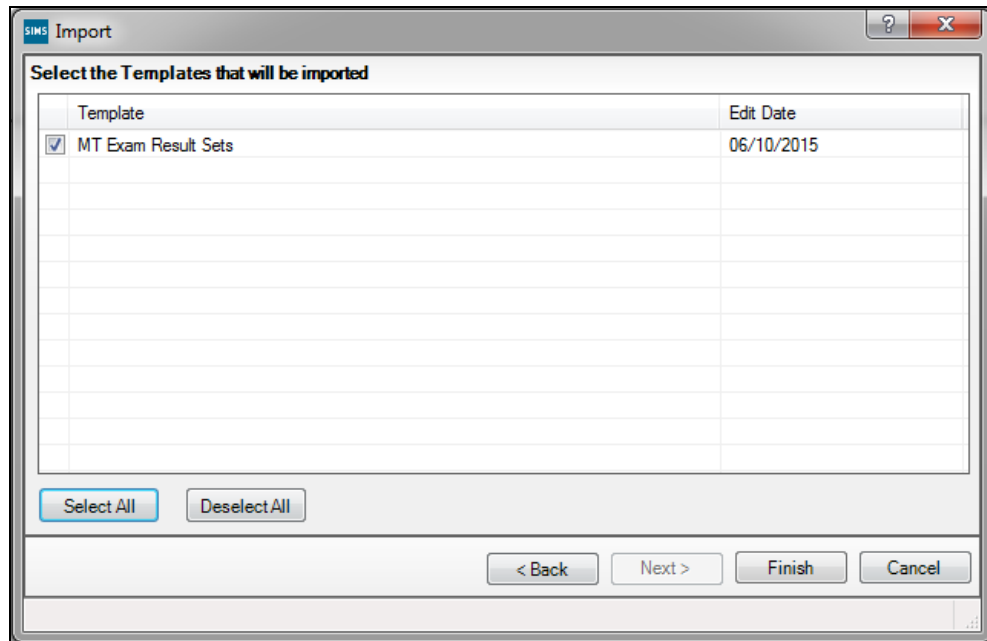 SIMS Import
Select the Templates that will be imported
Template Edit Date
MT Exam Result Sets 06/10/2015
Select All Deselect All
< Back Next > Finish Cancel